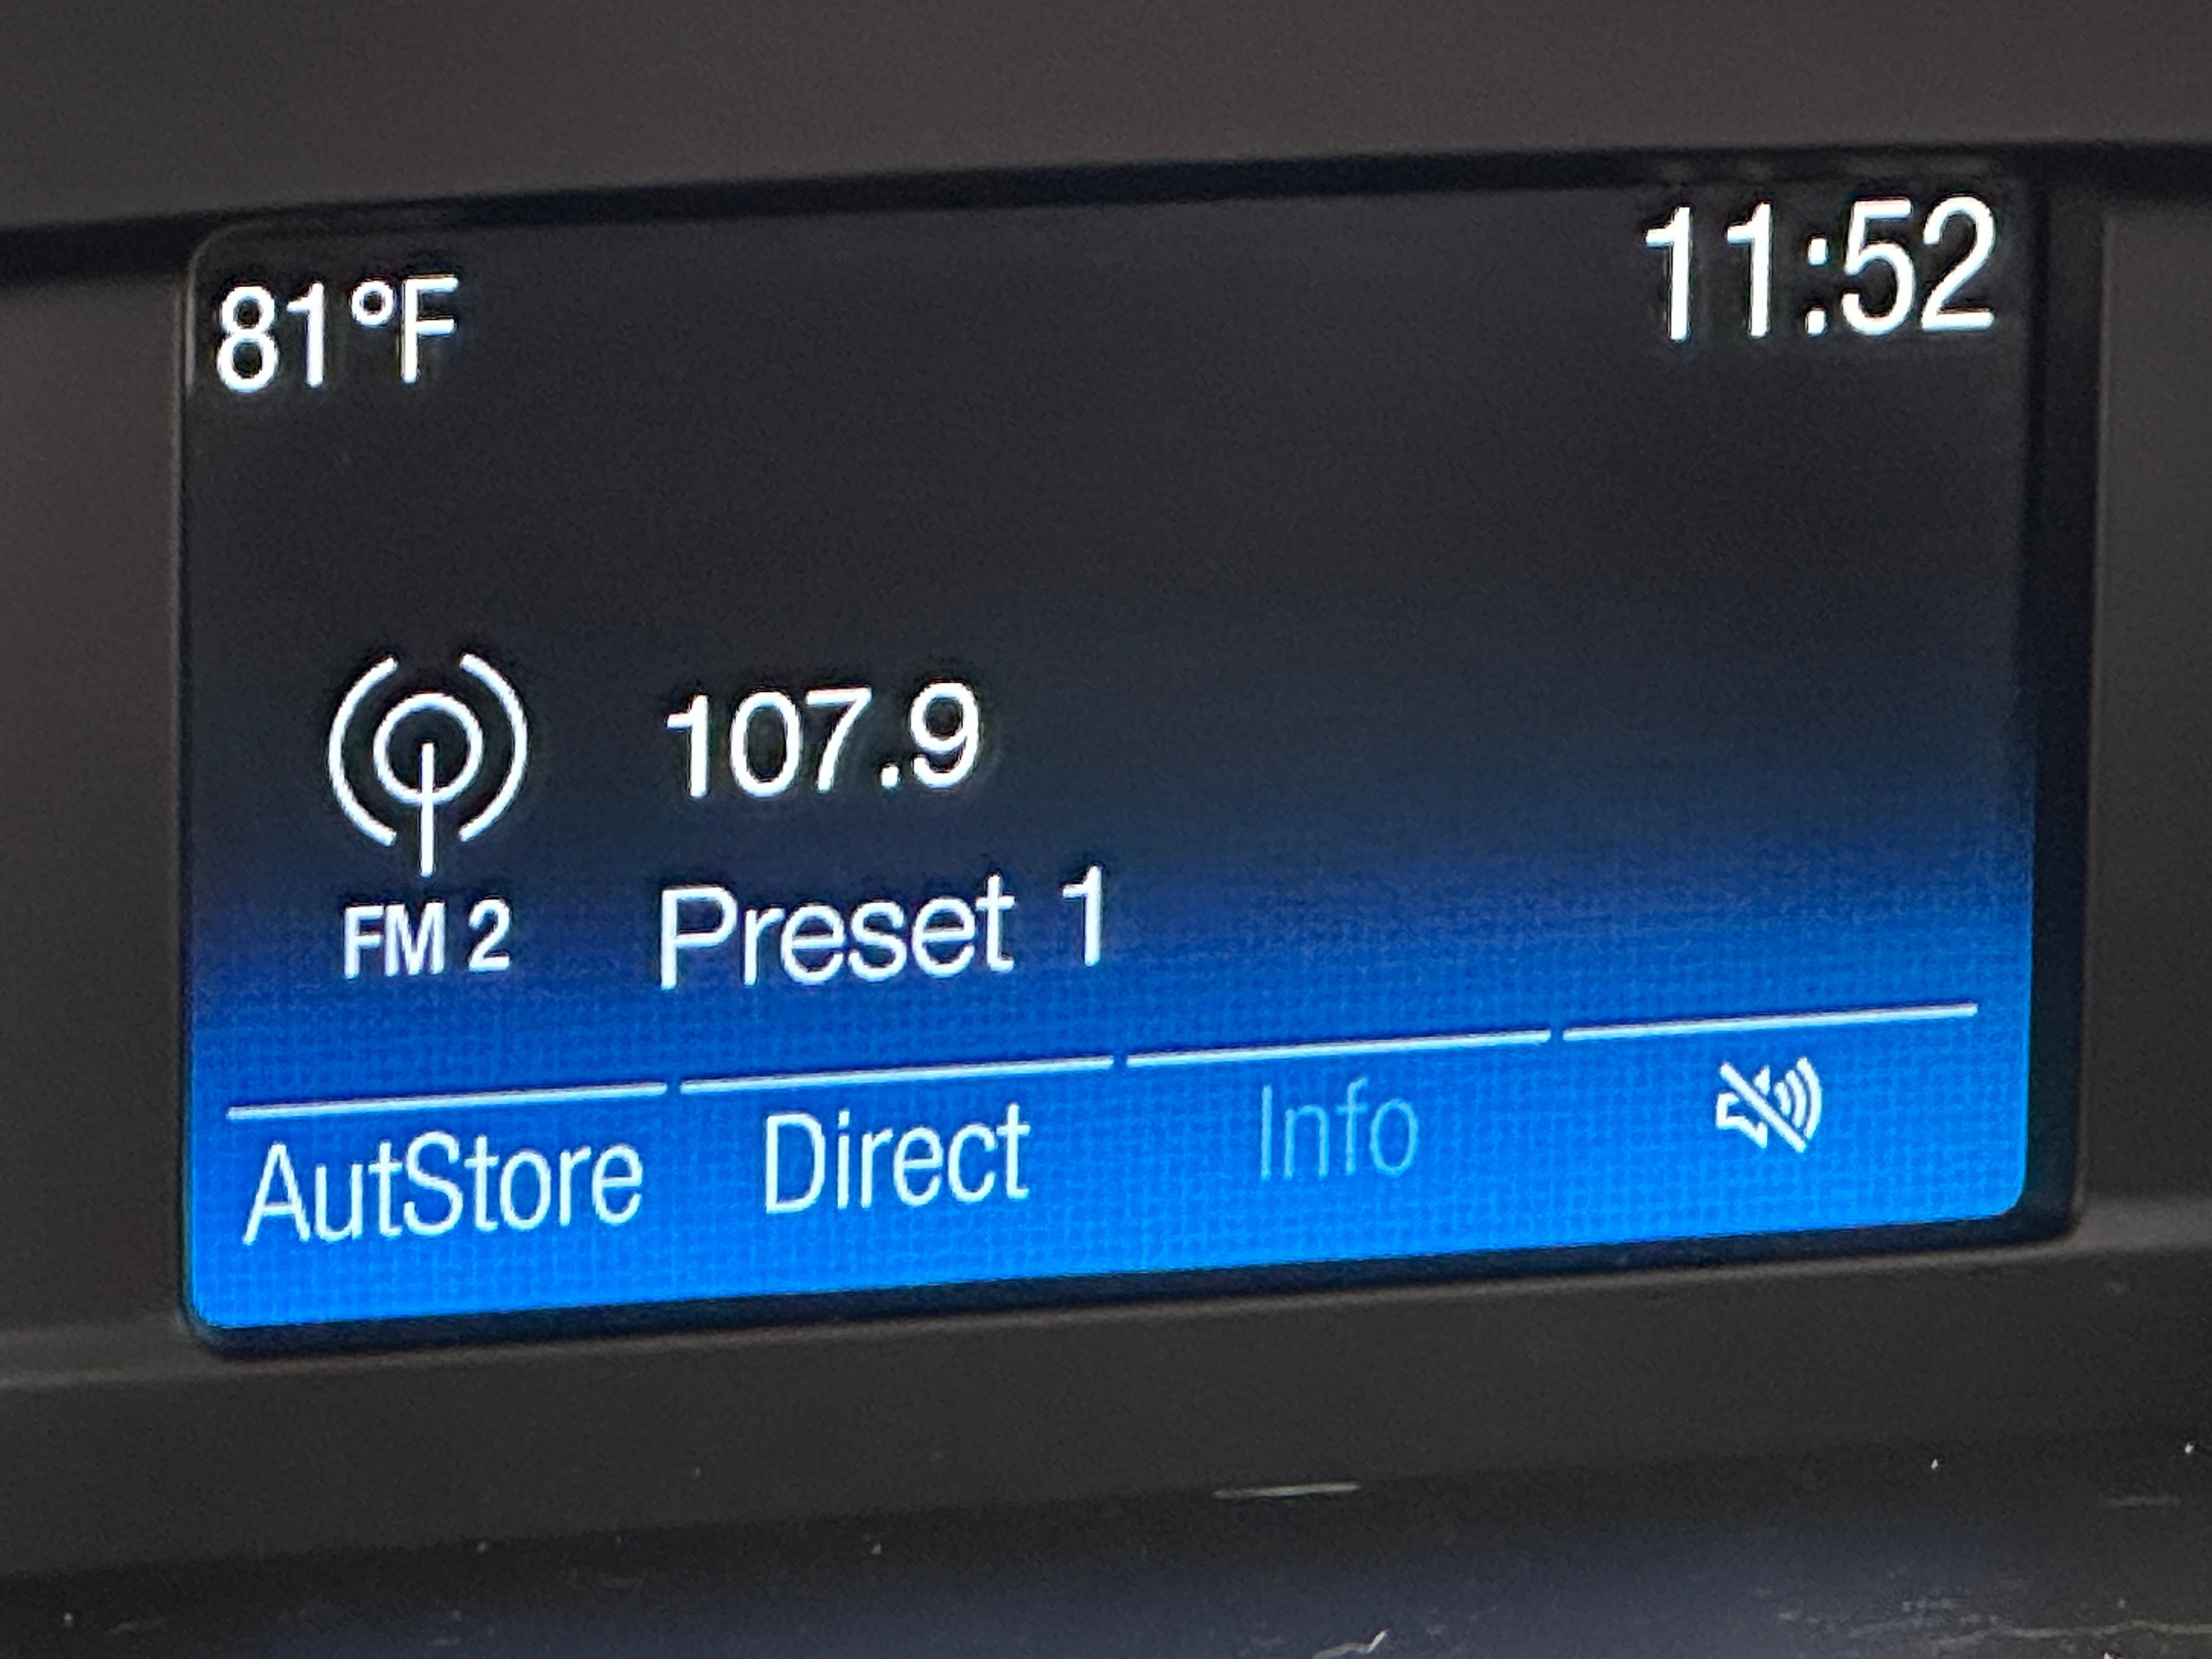 81°F 11:52
107.9
FM 2 Preset 1
AutStore Direct Info